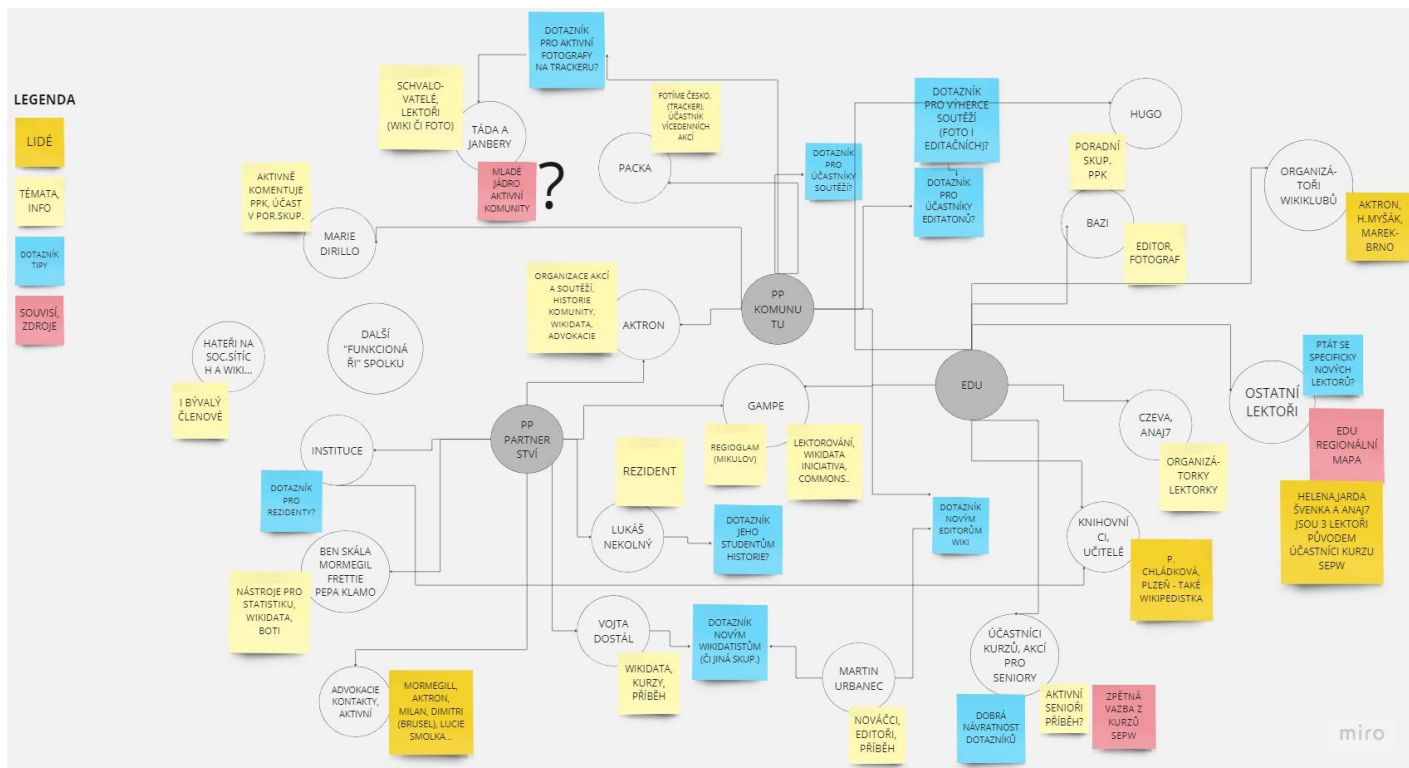 LEGENDA
LIDÉ
TÉMATA,
INFO
DOTAZNÍK
TIPY
SOUVISÍ,
ZDROJE
DOTAZNÍK
PRO AKTIVNÍ
FOTOGRAFY
NA TRACKERU?
SCHVALO-
VATELÉ,
LEKTOŘI
(WIKI ČI FOTO)
TÁDA A
JANBERY
MLADÉ
JÁDRO
AKTIVNÍ
KOMUNITY
?
FOTÍME ČESKO,
(TRACKER),
ÚČASTNÍK
VÍCEDENNÍCH
AKCÍ
PACKA
DOTAZNÍK
PRO
ÚČASTNÍKY
SOUTĚŽÍ?
DOTAZNÍK
PRO VÝHERCE
SOUTĚŽÍ
(FOTO I
EDITAČNÍCH)?
DOTAZNÍK
PRO
ÚČASTNÍKY
EDITATONŮ?
HUGO
PORADNÍ
SKUP.
PPK
BAZI
EDITOR,
FOTOGRAF
ORGANIZÁ-
TOŘI
WIKIKLUBŮ
AKTRON,
H.MYŠÁK,
MAREK-
BRNO
AKTIVNĚ
KOMENTUJE
PPK, ÚČAST
V POR.SKUP.
MARIE
DIRILLO
ORGANIZACE AKCÍ
A SOUTĚŽÍ,
HISTORIE
KOMUNITY,
WIKIDATA,
ADVOKACIE
AKTRON
PP
KOMUNU
TU
HATEŘI NA
SOC.SÍTÍC
H A WIKI...
I BÝVALÝ
ČLENOVÉ
DALŠÍ
"FUNKCIONÁ
ŘI" SPOLKU
PP
PARTNER
STVÍ
GAMPE
REGIOGLAM
(MIKULOV)
LEKTOROVÁNÍ,
WIKIDATA
INICIATIVA,
COMMONS..
EDU
CZEVA,
ANAJ7
ORGANIZÁ-
TORKY
LEKTORKY
OSTATNÍ
LEKTOŘI
PTÁT SE
SPECIFICKY
NOVÝCH
LEKTORŮ?
EDU
REGIONÁLNÍ
MAPA
HELENA,JARDA
ŠVENKA A ANAJ7
JSOU 3 LEKTOŘI
PŮVODEM
ÚČASTNÍCI KURZU
SEPW
INSTITUCE
DOTAZNÍK
PRO
REZIDENTY?
REZIDENT
LUKÁŠ
NEKOLNÝ
DOTAZNÍK
JEHO
STUDENTŮM
HISTORIE?
DOTAZNÍK
NOVÝM
EDITORŮM
WIKI
KNIHOVNÍ
CI, UČITELÉ
P.
CHLÁDKOVÁ,
PLZEŇ - TAKÉ
WIKIPEDISTKA
BEN SKÁLA
MORMEGIL
FRETTIE
PEPA KLAMO
NÁSTROJE PRO
STATISTIKU,
WIKIDATA,
BOTI
VOJTA
DOSTÁL
WIKIDATA,
KURZY,
PŘÍBĚH
DOTAZNÍK
NOVÝM
WIKIDATISTŮM
(ČI JINÁ SKUP.)
MARTIN
URBANEC
NOVÁČCI,
EDITOŘI,
PŘÍBĚH
ÚČASTNÍCI
KURZŮ, AKCÍ
PRO
SENIORY
DOBRÁ
NÁVRATNOST
DOTAZNÍKŮ
AKTIVNÍ
SENIOŘI
PŘÍBĚH?
ZPĚTNÁ
VAZBA Z
KURZŮ
SEPW
ADVOKACIE
KONTAKTY,
AKTIVNÍ
MORMEGILL,
AKTRON,
MILAN, DIMITRI
(BRUSEL), LUCIE
SMOLKA...
miro